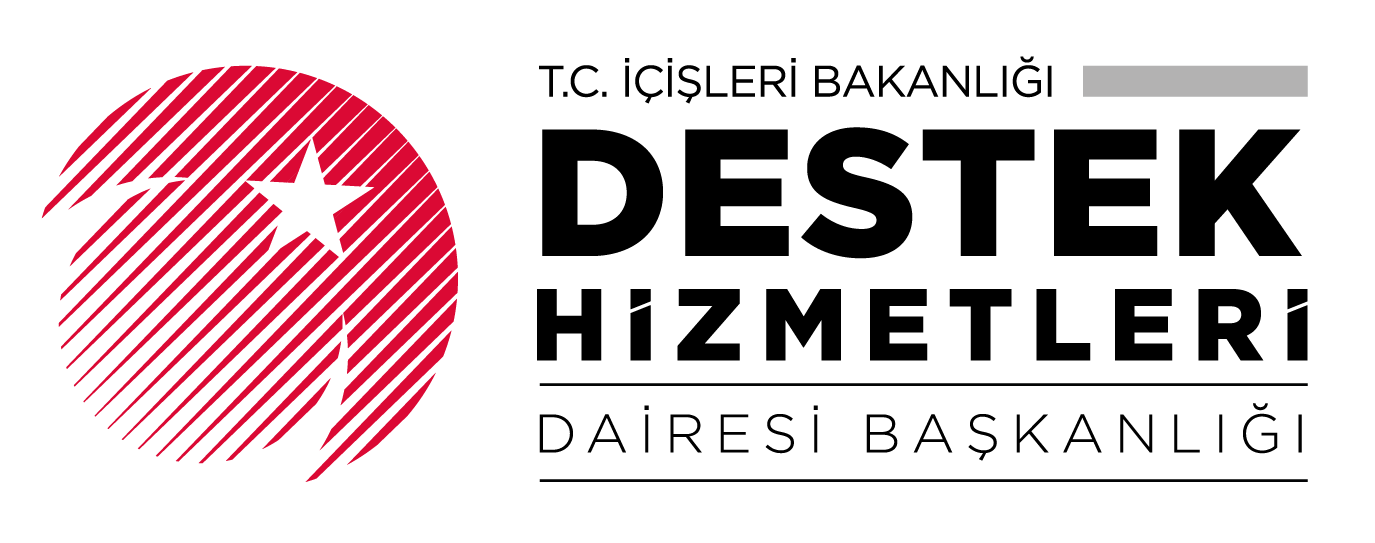 T.C. İÇİŞLERİ BAKANLIĞI
DESTEK
HİZMETLERİ
DAİRESİ BAŞKANLIĞI